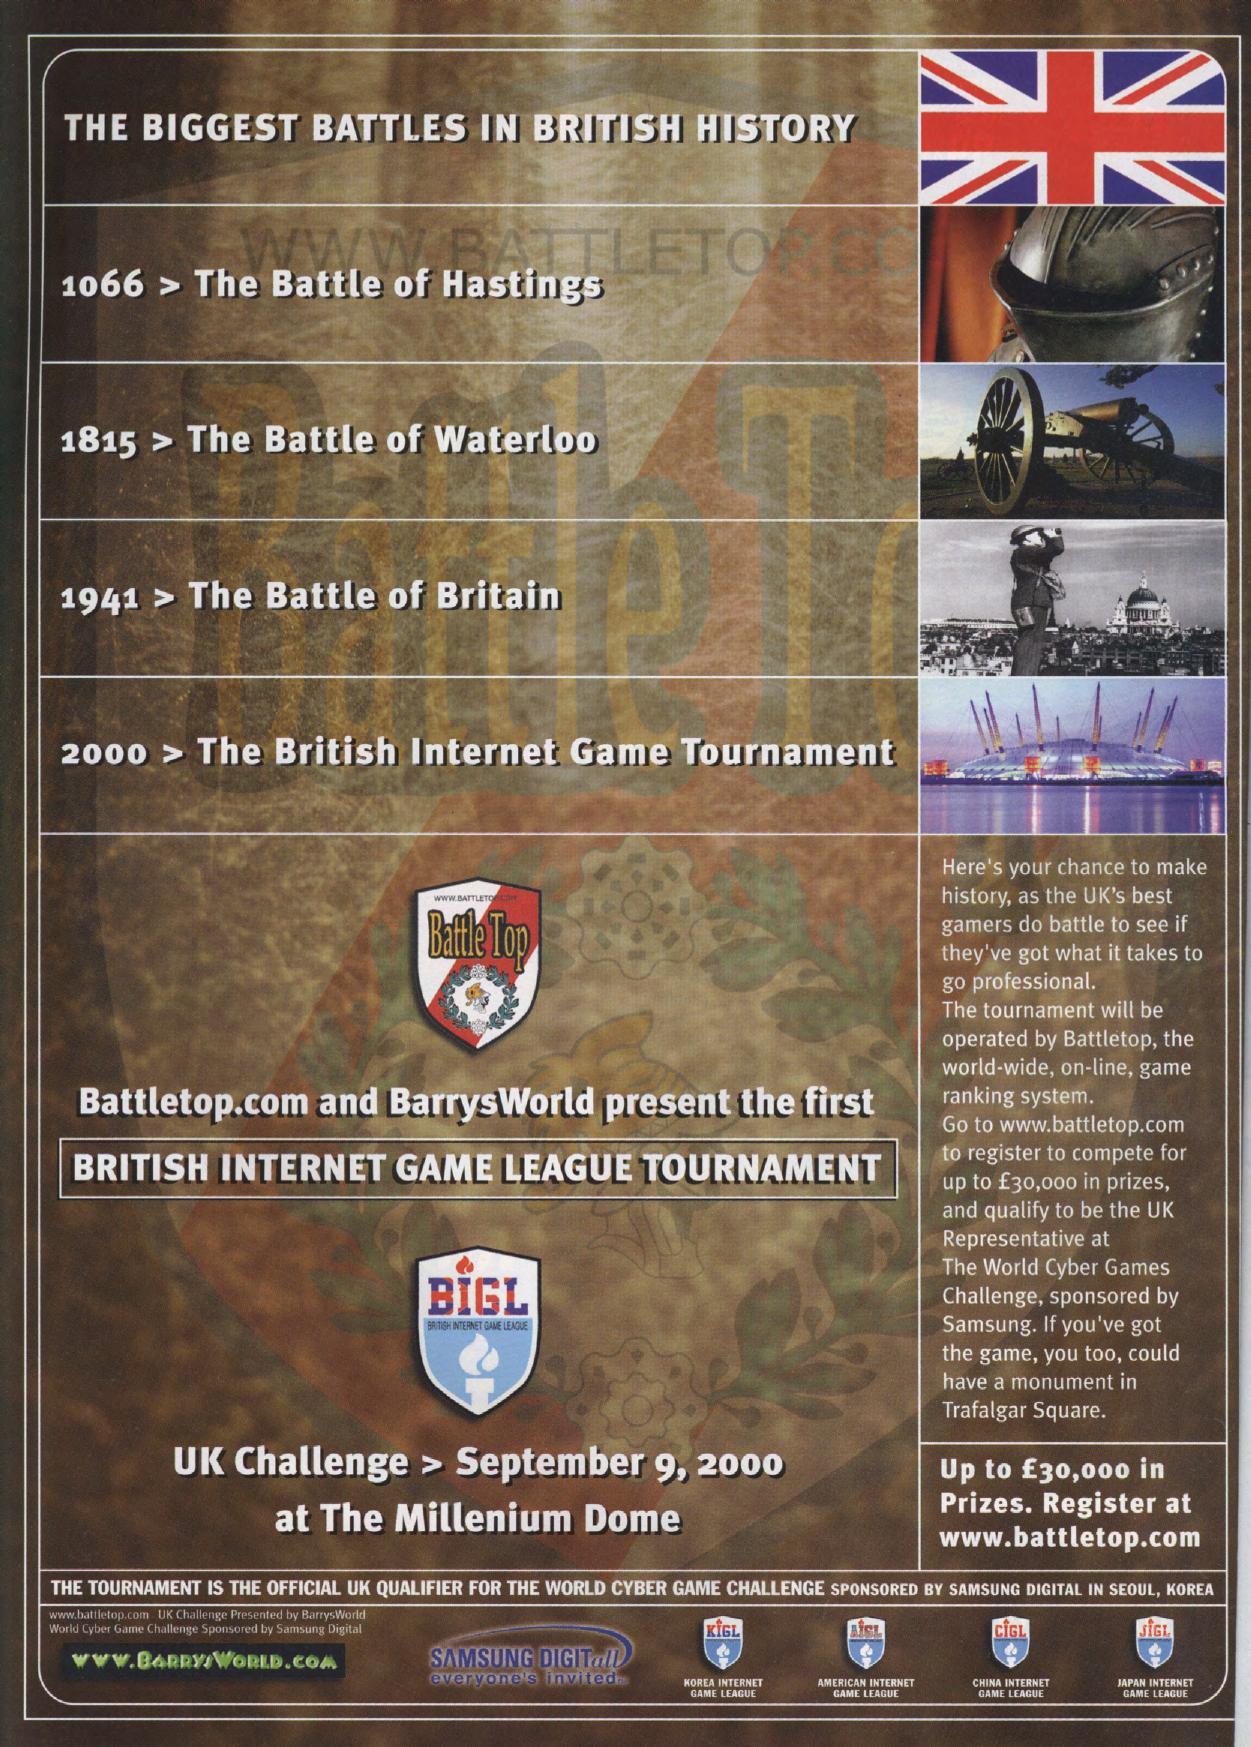 THE BIGGEST BATTLES IN BRITISH HISTORY
WWW.BATTLETOP.CO
1066 > The Battle of Hastings
1815 > The Battle of Waterloo
1941 > The Battle of Britain
2000 > The British Internet Game Tournament
Battle To
WWW.BATTLETOP.COM
Battle Top
Battletop.com and BarrysWorld present the first
BRITISH INTERNET GAME LEAGUE TOURNAMENT
BIGL
BRITISH INTERNET GAME LEAGUE
UK Challenge > September 9, 2000
at The Millenium Dome
Here's your chance to make
history, as the UK's best
gamers do battle to see if
they've got what it takes to
go professional.
The tournament will be
operated by Battletop, the
world-wide, on-line, game
ranking system.
Go to www.battletop.com
to register to compete for
up to £30,000 in prizes,
and qualify to be the UK
Representative at
The World Cyber Games
Challenge, sponsored by
Samsung. If you've got
the game, you too, could
have a monument in
Trafalgar Square.
Up to £30,000 in
Prizes. Register at
www.battletop.com
THE TOURNAMENT IS THE OFFICIAL UK QUALIFIER FOR THE WORLD CYBER GAME CHALLENGE SPONSORED BY SAMSUNG DIGITAL IN SEOUL, KOREA
www.battletop.com UK Challenge Presented by BarrysWorld
World Cyber Game Challenge Sponsored by Samsung Digital
WWW.BARRYSWORLD.COM
SAMSUNG DIGITall
everyone's invited
KIGL
KOREA INTERNET
GAME LEAGUE
AIGL
AMERICAN INTERNET
GAME LEAGUE
CIGL
CHINA INTERNET
GAME LEAGUE
JIGL
JAPAN INTERNET
GAME LEAGUE